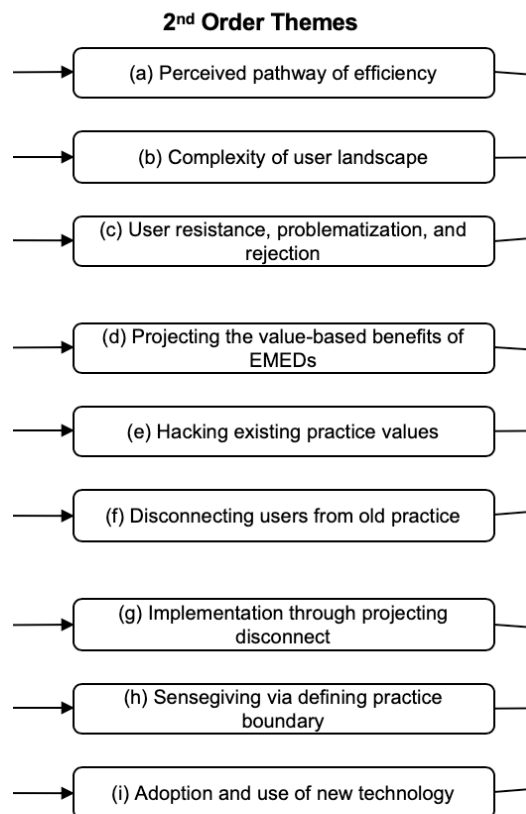 2nd Order Themes
(a) Perceived pathway of efficiency
(b) Complexity of user landscape
(c) User resistance, problematization, and
rejection
(d) Projecting the value-based benefits of
EMEDs
(e) Hacking existing practice values
(f) Disconnecting users from old practice
(g) Implementation through projecting
disconnect
(h) Sensegiving via defining practice
boundary
(i) Adoption and use of new technology